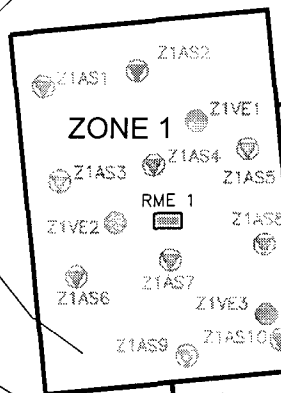 Z1AS2
Z1AS1
Z1VE1
ZONE 1
Z1AS4
Z1AS5
Z1AS3
RME 1
Z1VE2
Z1AS8
Z1AS7
Z1AS6
Z1VE3
Z1AS10
Z1AS9